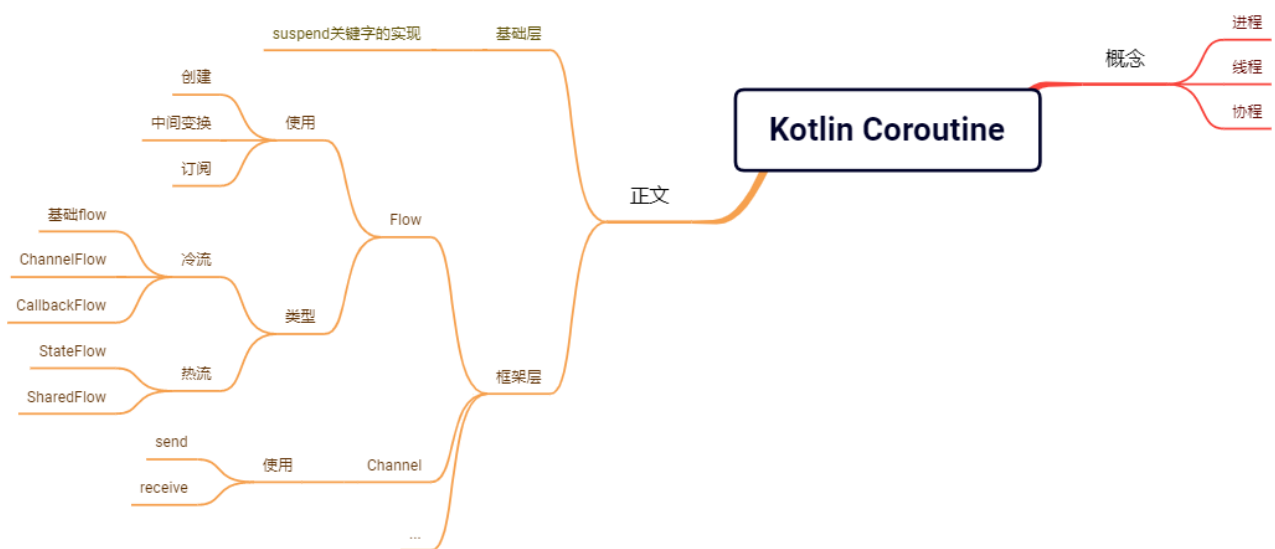 Kotlin Coroutine
概念
进程
线程
协程
正文
基础层
suspend关键字的实现
框架层
Flow
使用
创建
中间变换
订阅
类型
冷流
基础flow
ChannelFlow
CallbackFlow
热流
StateFlow
SharedFlow
Channel
使用
send
receive
...